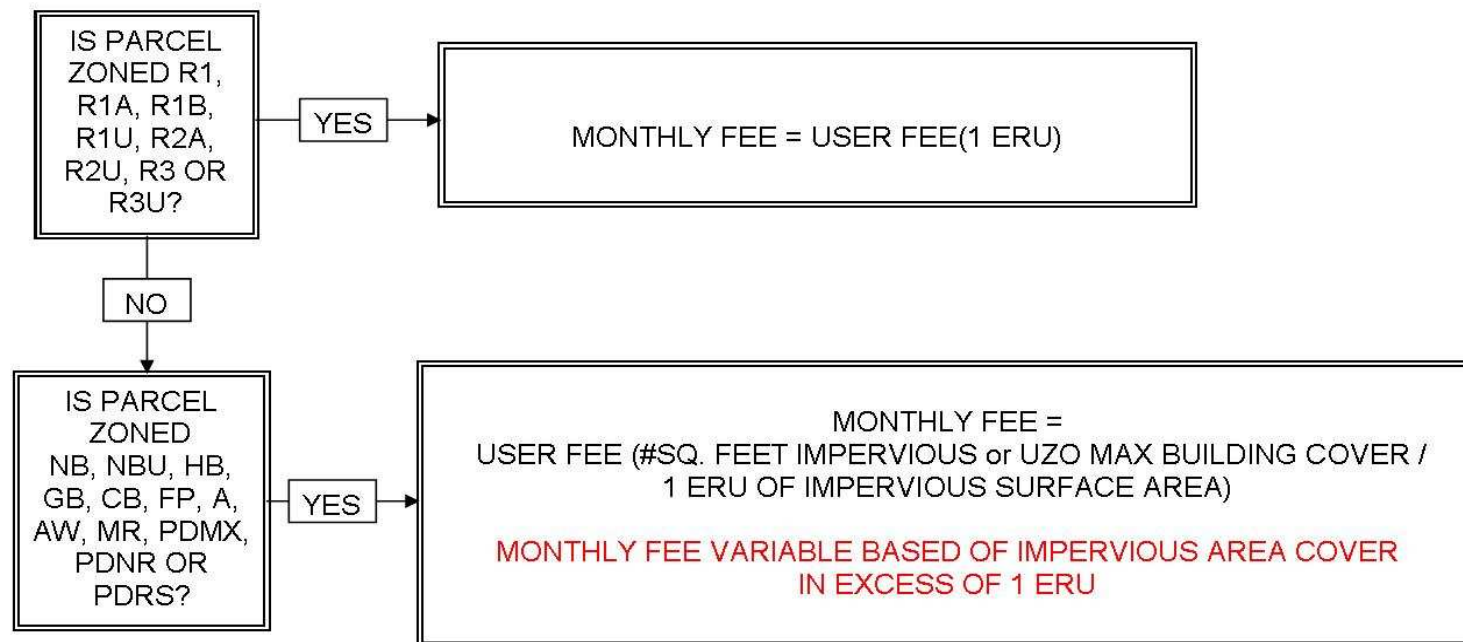 IS PARCEL
ZONED R1,
R1A, R1B,
R1U, R2A,
R2U, R3 OR
R3U?
YES
MONTHLY FEE = USER FEE(1 ERU)
NO
IS PARCEL
ZONED
NB, NBU, HB,
GB, CB, FP, A,
AW, MR, PDMX,
PDNR OR
PDRS?
YES
MONTHLY FEE =
USER FEE (#SQ. FEET IMPERVIOUS or UZO MAX BUILDING COVER /
1 ERU OF IMPERVIOUS SURFACE AREA)
MONTHLY FEE VARIABLE BASED OF IMPERVIOUS AREA COVER
IN EXCESS OF 1 ERU